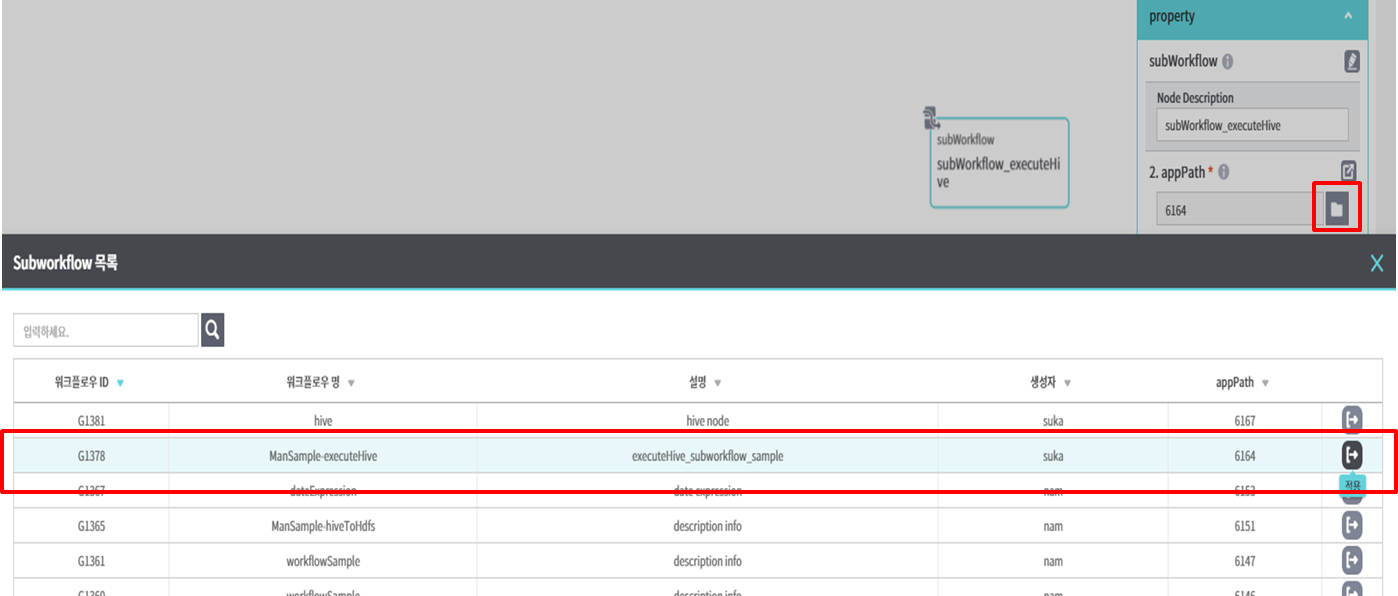 property
subWorkflow
Node Description
subWorkflow_executeHive
2. appPath *
6164
subWorkflow
subWorkflow_executeHi
ve
Subworkflow 목록
X
입력하세요.
워크플로우 ID 워크플로우 명 설명 생성자 appPath
G1381 hive hive node suka 6167
G1378 ManSample-executeHive executeHive_subworkflow_sample suka 6164
적용
G1367 dateExpression date expression nam 6153
G1365 ManSample-hiveToHdfs description info nam 6151
G1361 workflowSample description info nam 6147
G1360 workflowSample description info nam 6146